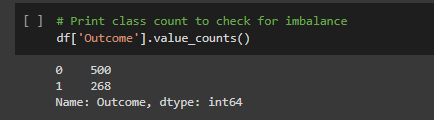 [ ] # Print class count to check for imbalance
df['Outcome'].value_counts()
0 500
1 268
Name: Outcome, dtype: int64